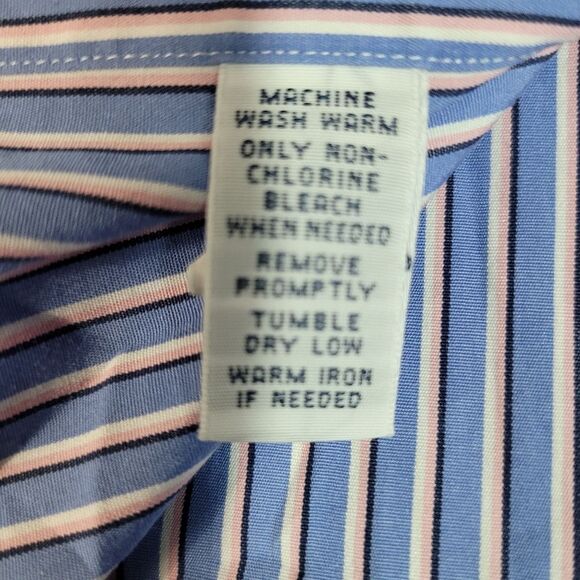 MACHINE
WASH WARM
ONLY NON-
CHLORINE
BLEACH
WHEN NEEDED
REMOVE
PROMPTLY
TUMBLE
DRY LOW
WARM IRON
IF NEEDED